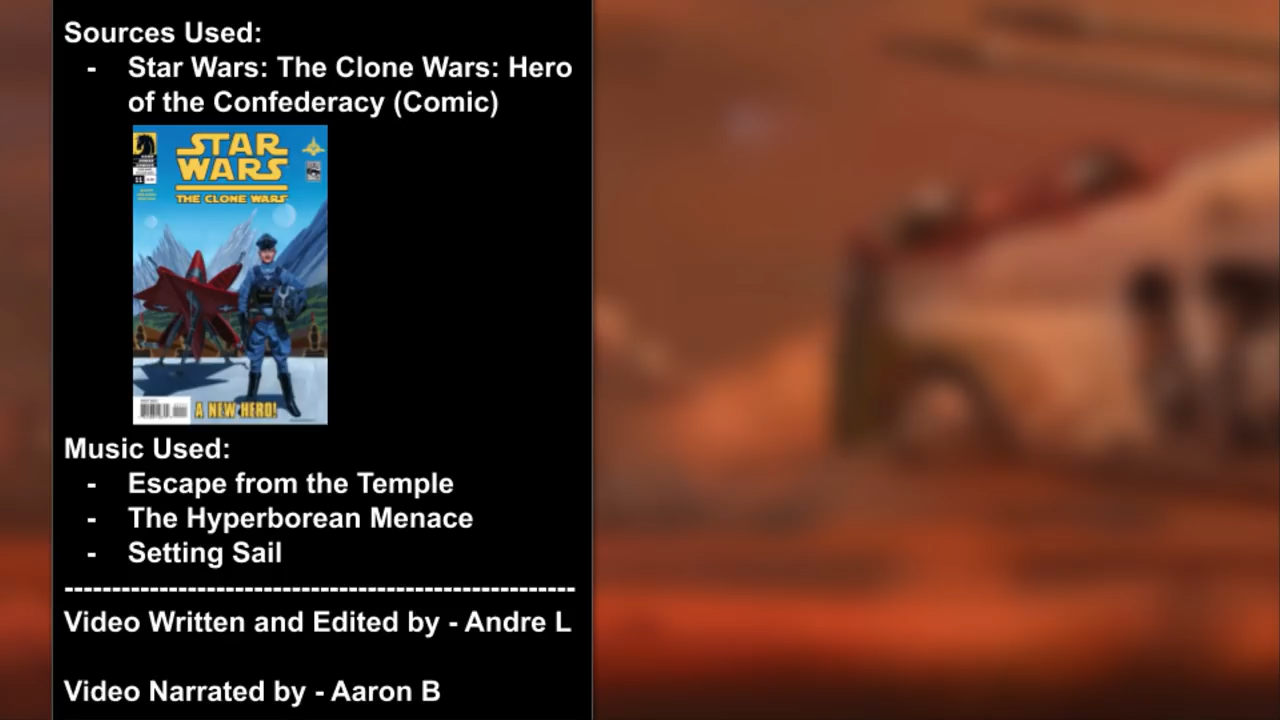 Sources Used:
- Star Wars: The Clone Wars: Hero
of the Confederacy (Comic)
STAR
WARS
THE CLONE WARS
11
A NEW HERO!
Music Used:
- Escape from the Temple
- The Hyperborean Menace
- Setting Sail
------------------------------------------------------
Video Written and Edited by - Andre L
Video Narrated by - Aaron B